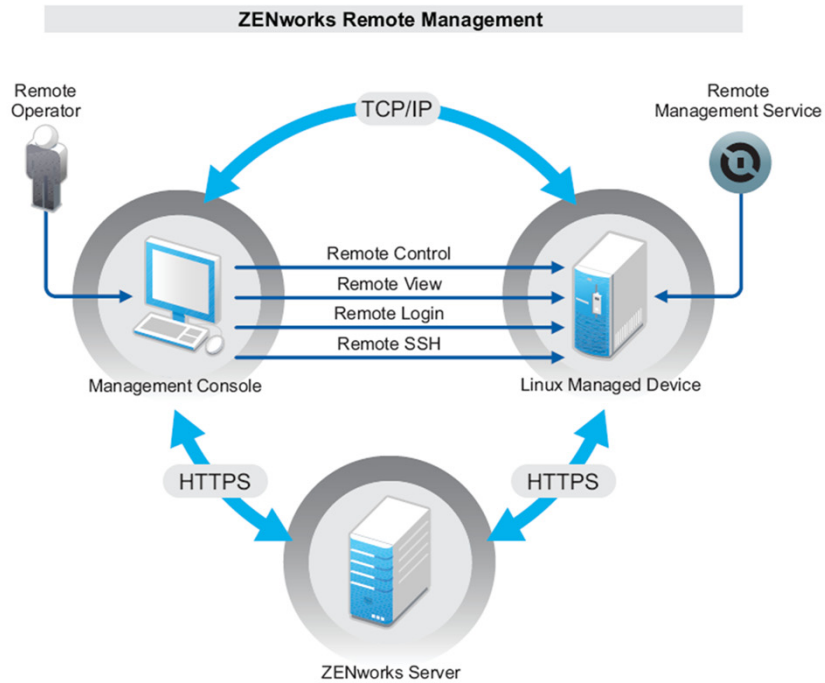 ZENworks Remote Management
Remote
Operator
TCP/IP
Remote
Management Service
Remote Control
Remote View
Remote Login
Remote SSH
Management Console
Linux Managed Device
HTTPS
HTTPS
ZENworks Server